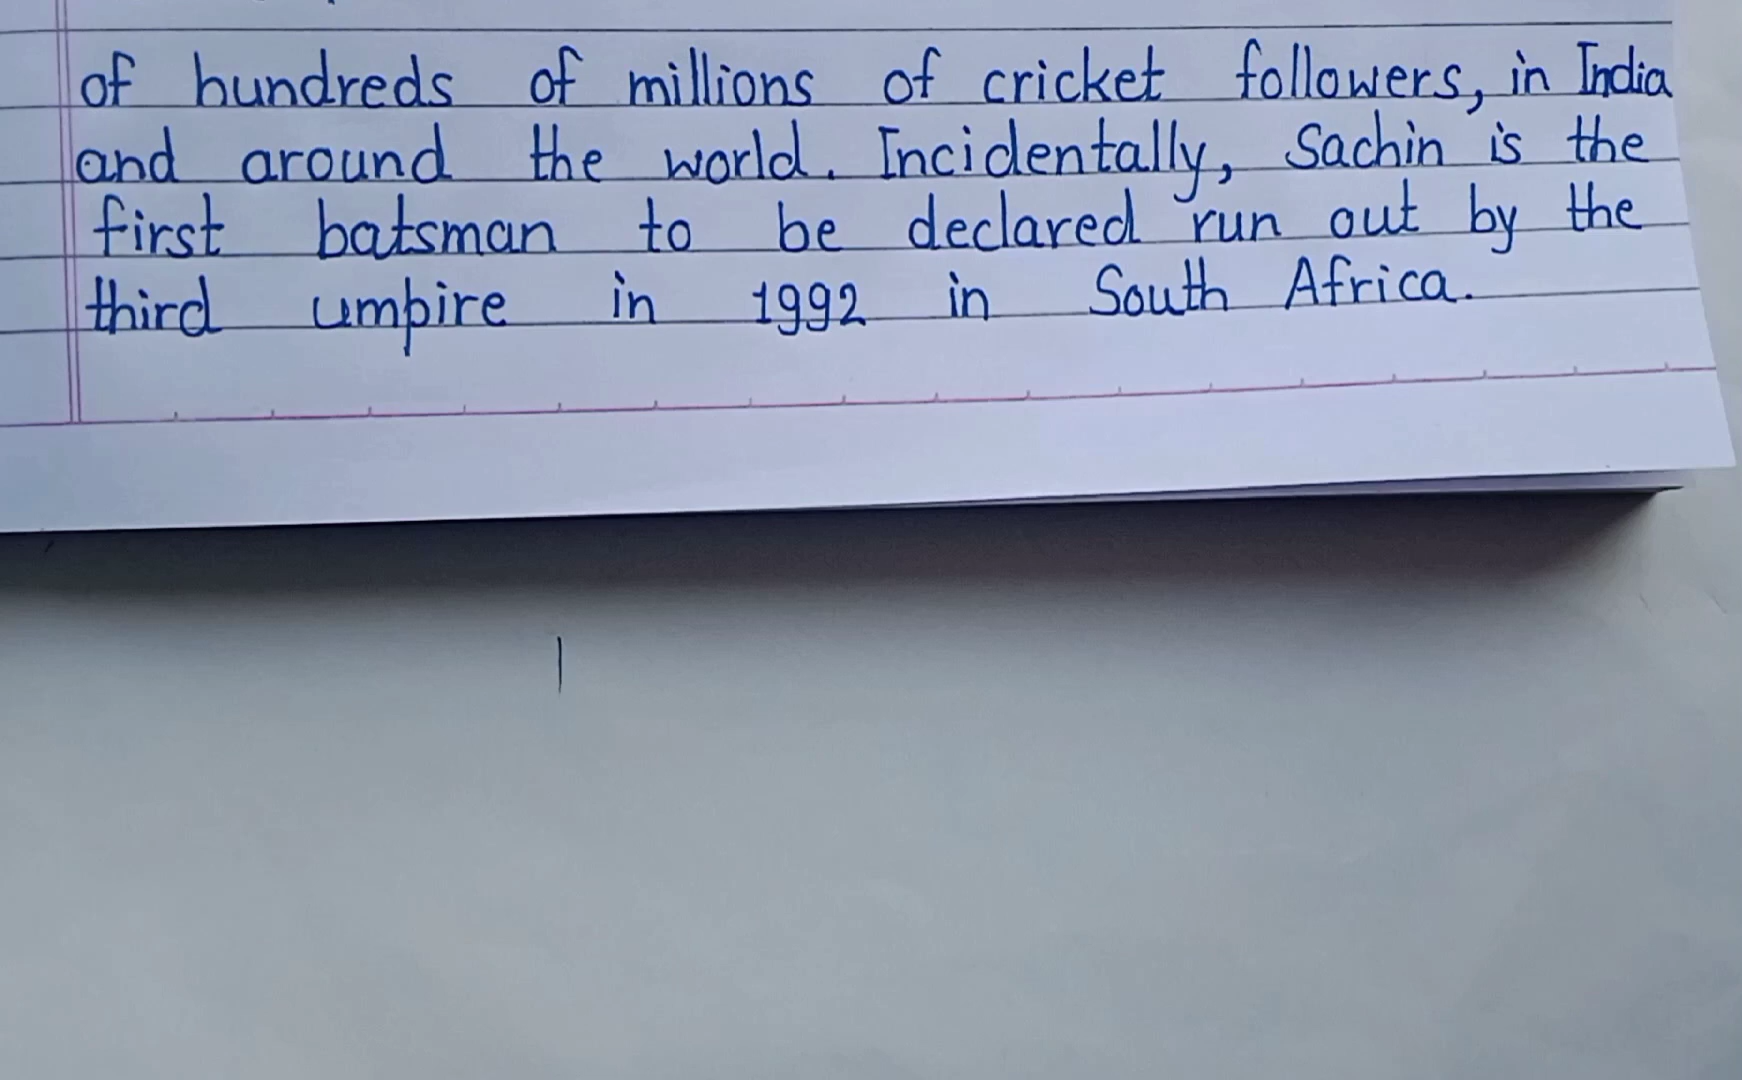 of hundreds of millions of cricket followers, in India
and around the world. Incidentally, Sachin is the
first batsman to be declared run out by the
third umpire in 1992 in South Africa.